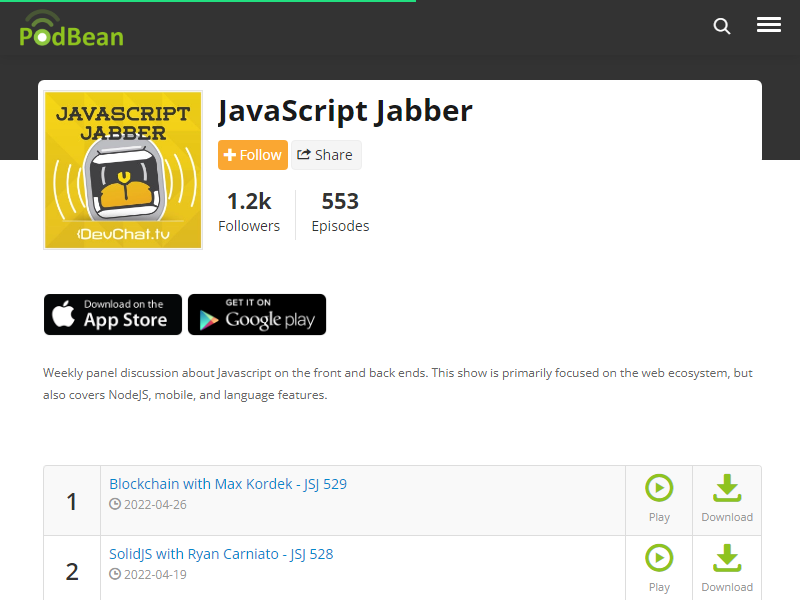 PodBean
JAVASCRIPT
JABBER
DevChat.tv
JavaScript Jabber
Follow
Share
1.2k
Followers
553
Episodes
Download on the
App Store
GET IT ON
Google play
Weekly panel discussion about Javascript on the front and back ends. This show is primarily focused on the web ecosystem, but
also covers NodeJS, mobile, and language features.
1
Blockchain with Max Kordek - JSJ 529
2022-04-26
Play
Download
2
SolidJS with Ryan Carniato - JSJ 528
2022-04-19
Play
Download